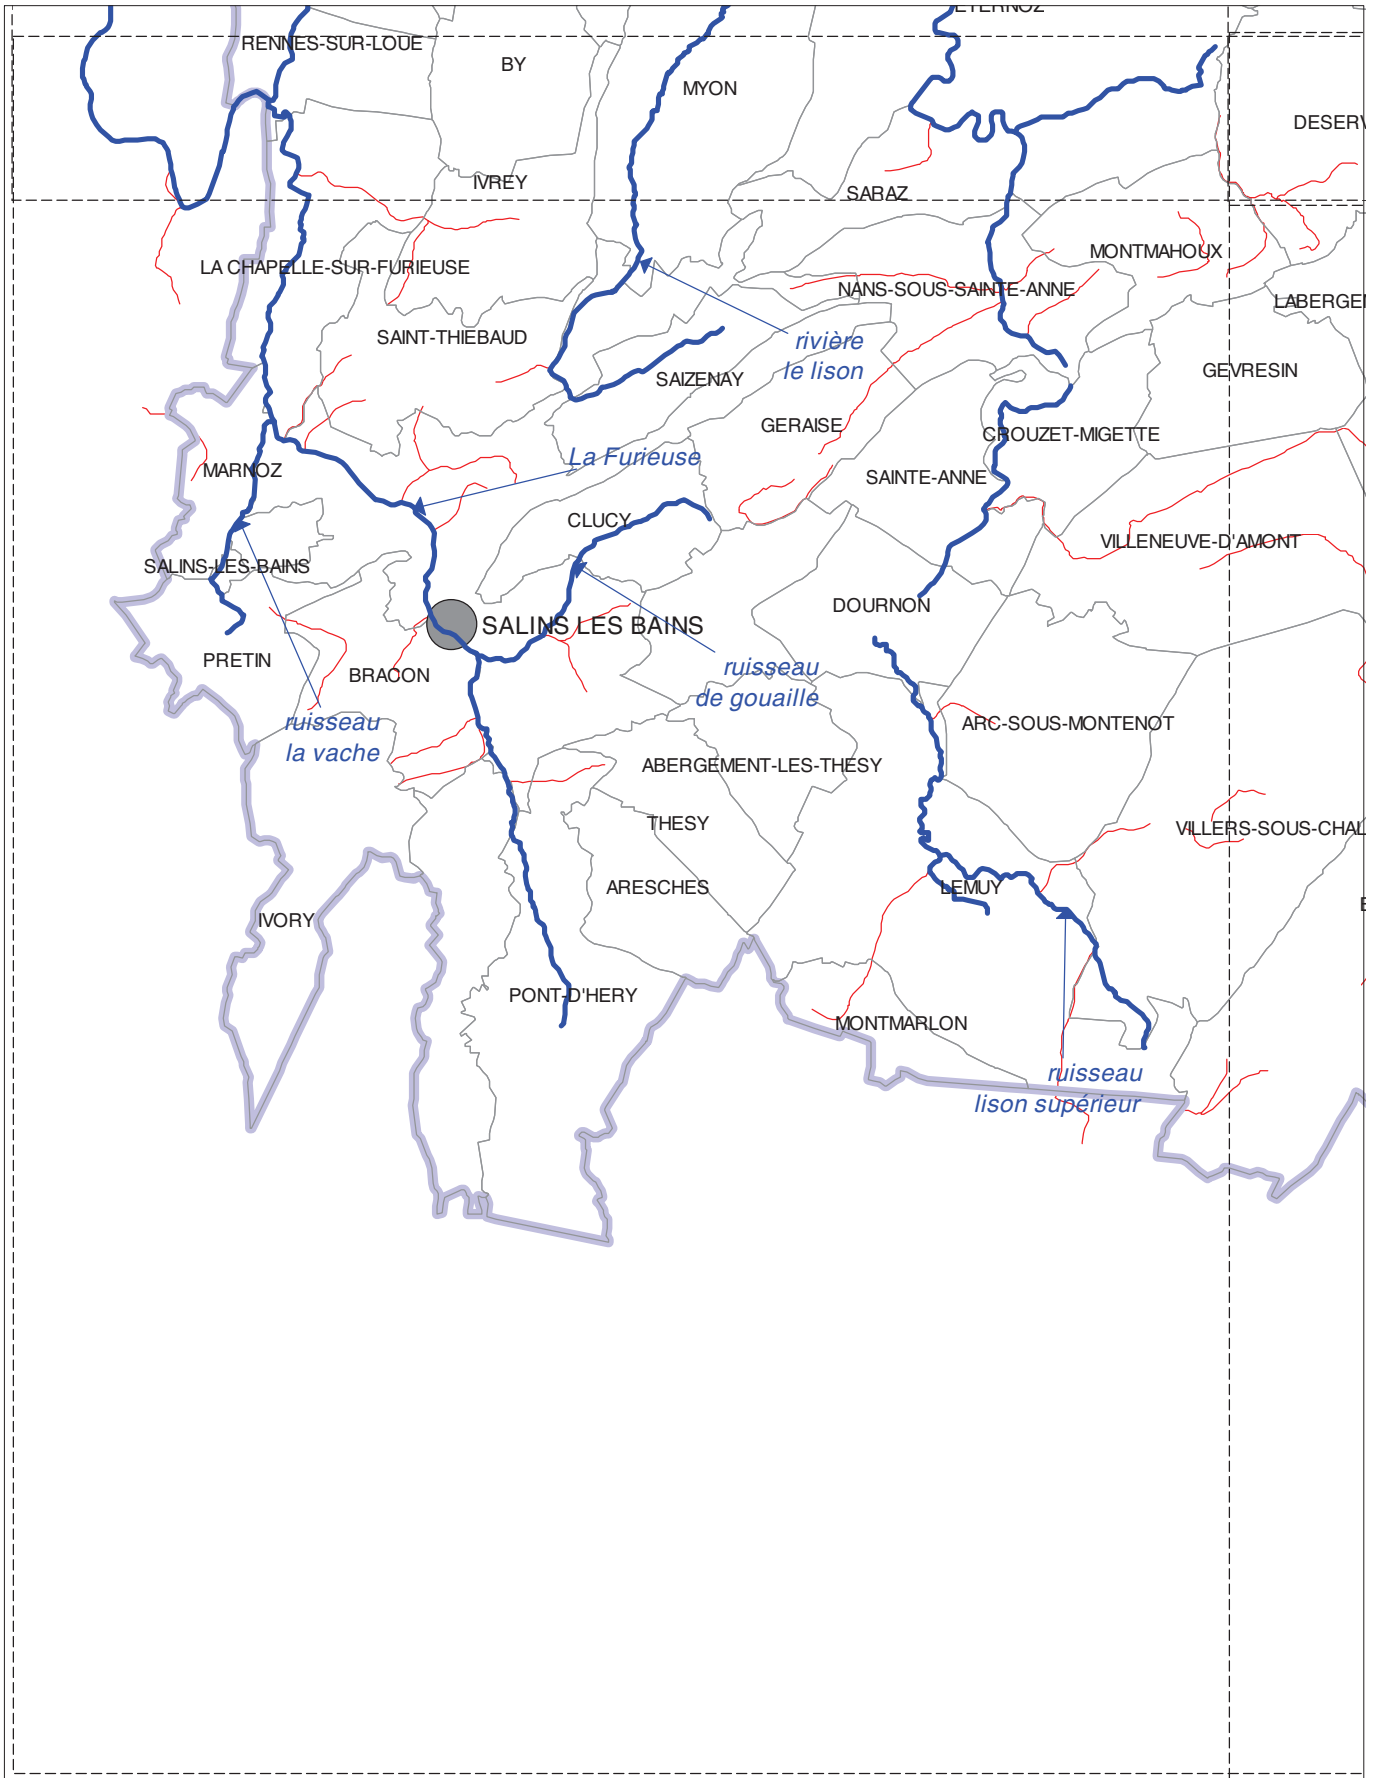 RENNES-SUR-LOUE
BY
MYON
IVREY
SARAZ
LA CHAPELLE-SUR-FURIEUSE
MONTMAHOUX
NANS-SOUS-SAINTE-ANNE
SAINT-THIEBAUD
rivière
le lison
SAIZENAY
GEVRESIN
GERAISE
CROUZET-MIGETTE
La Furieuse
MARNOZ
SAINTE-ANNE
CLUCY
VILLENEUVE-D'AMONT
SALINS-LES-BAINS
DOURNON
SALINS LES BAINS
PRETIN
BRACON
ruisseau
de gouaille
ruisseau
la vache
ARC-SOUS-MONTENOT
ABERGEMENT-LES-THESY
THESY
VILLERS-SOUS-CHAL
ARESCHES
LEMUY
IVORY
PONT-D'HERY
MONTMARLON
ruisseau
lison supérieur